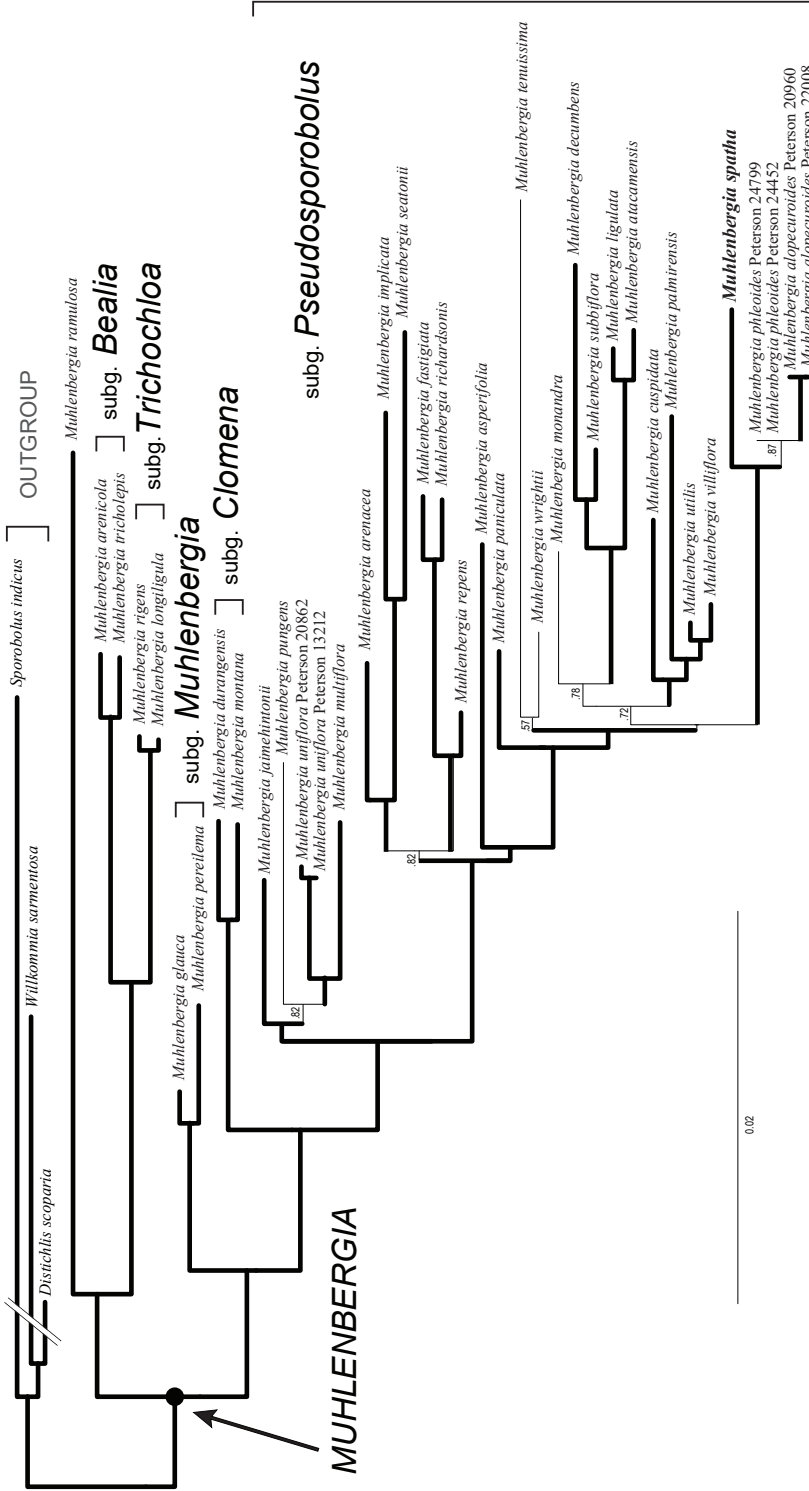 Sporobolus indicus
OUTGROUP
Willkommia sarmentosa
Distichlis scoparia
Muhlenbergia ramulosa
Muhlenbergia arenicola
Muhlenbergia tricholepis
subg. Bealia
Muhlenbergia rigens
Muhlenbergia longiligula
subg. Trichochloa
Muhlenbergia glauca
Muhlenbergia pereilema
subg. Muhlenbergia
Muhlenbergia durangensis
Muhlenbergia montana
subg. Clomena
Muhlenbergia jaimehintonii
Muhlenbergia pungens
.82
Muhlenbergia uniflora Peterson 20862
Muhlenbergia uniflora Peterson 13212
Muhlenbergia multiflora
subg. Pseudosporobolus
MUHLENBERGIA
Muhlenbergia arenacea
Muhlenbergia implicata
Muhlenbergia seatonii
.82
Muhlenbergia fastigiata
Muhlenbergia richardsonis
Muhlenbergia repens
Muhlenbergia asperifolia
Muhlenbergia paniculata
Muhlenbergia tenuissima
.57
Muhlenbergia wrightii
Muhlenbergia monandra
.78
Muhlenbergia decumbens
Muhlenbergia subbiflora
Muhlenbergia ligulata
Muhlenbergia atacamensis
.72
Muhlenbergia cuspidata
Muhlenbergia palmirensis
Muhlenbergia utilis
Muhlenbergia villiflora
Muhlenbergia spatha
Muhlenbergia phleoides Peterson 24799
.87
Muhlenbergia phleoides Peterson 24452
Muhlenbergia alopecuroides Peterson 20960
Muhlenbergia alopecuroides Peterson 22008
0.02